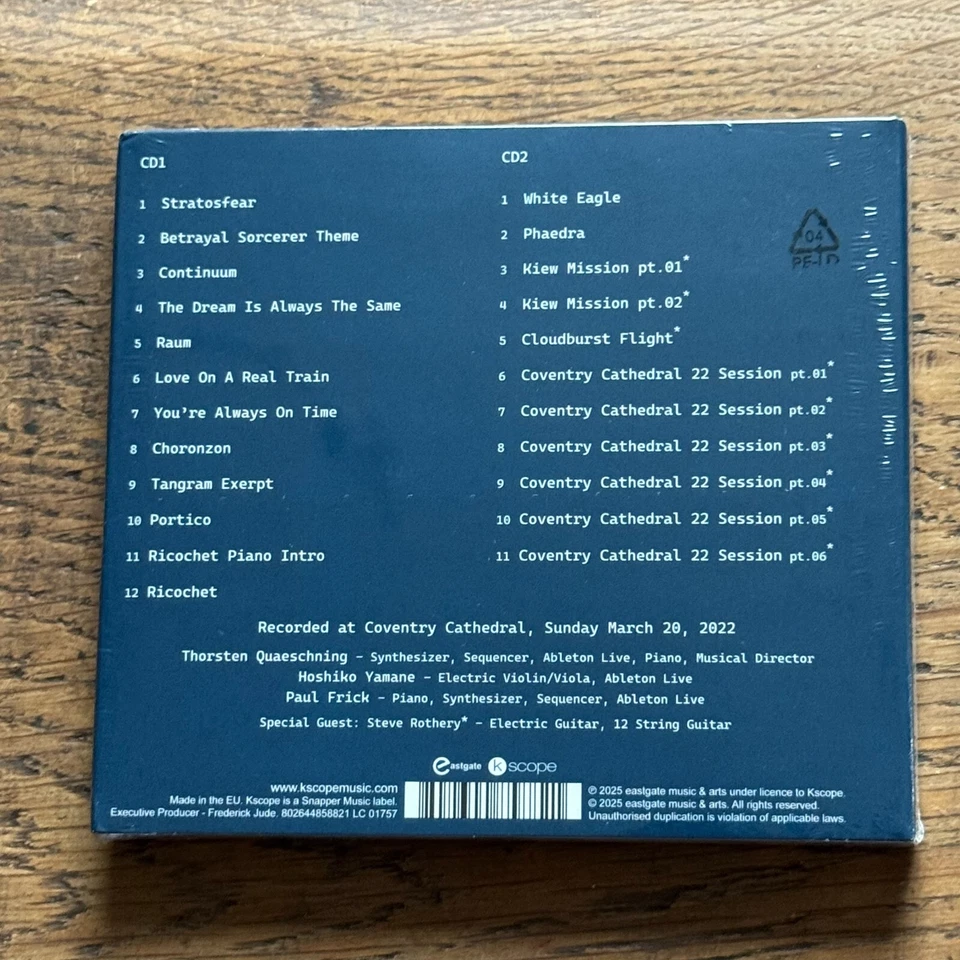 CD1
1 Stratosfear
2 Betrayal Sorcerer Theme
3 Continuum
4 The Dream Is Always The Same
5 Raum
6 Love On A Real Train
7 You're Always On Time
8 Choronzon
9 Tangram Exerpt
10 Portico
11 Ricochet Piano Intro
12 Ricochet
CD2
1 White Eagle
2 Phaedra
3 Kiew Mission pt.01*
4 Kiew Mission pt.02*
5 Cloudburst Flight*
6 Coventry Cathedral 22 Session pt.01*
7 Coventry Cathedral 22 Session pt.02*
8 Coventry Cathedral 22 Session pt.03*
9 Coventry Cathedral 22 Session pt.04*
10 Coventry Cathedral 22 Session pt.05*
11 Coventry Cathedral 22 Session pt.06*
04
Recorded at Coventry Cathedral, Sunday March 20, 2022
Thorsten Quaeschning – Synthesizer, Sequencer, Ableton Live, Piano, Musical Director
Hoshiko Yamane – Electric Violin/Viola, Ableton Live
Paul Frick – Piano, Synthesizer, Sequencer, Ableton Live
Special Guest: Steve Rothery* – Electric Guitar, 12 String Guitar
eastgate kscope
www.kscopemusic.com
Made in the EU. Kscope is a Snapper Music label.
Executive Producer - Frederick Jude. 802644858821 LC 01757
℗ 2025 eastgate music & arts under licence to Kscope.
© 2025 eastgate music & arts. All rights reserved.
Unauthorised duplication is violation of applicable laws.